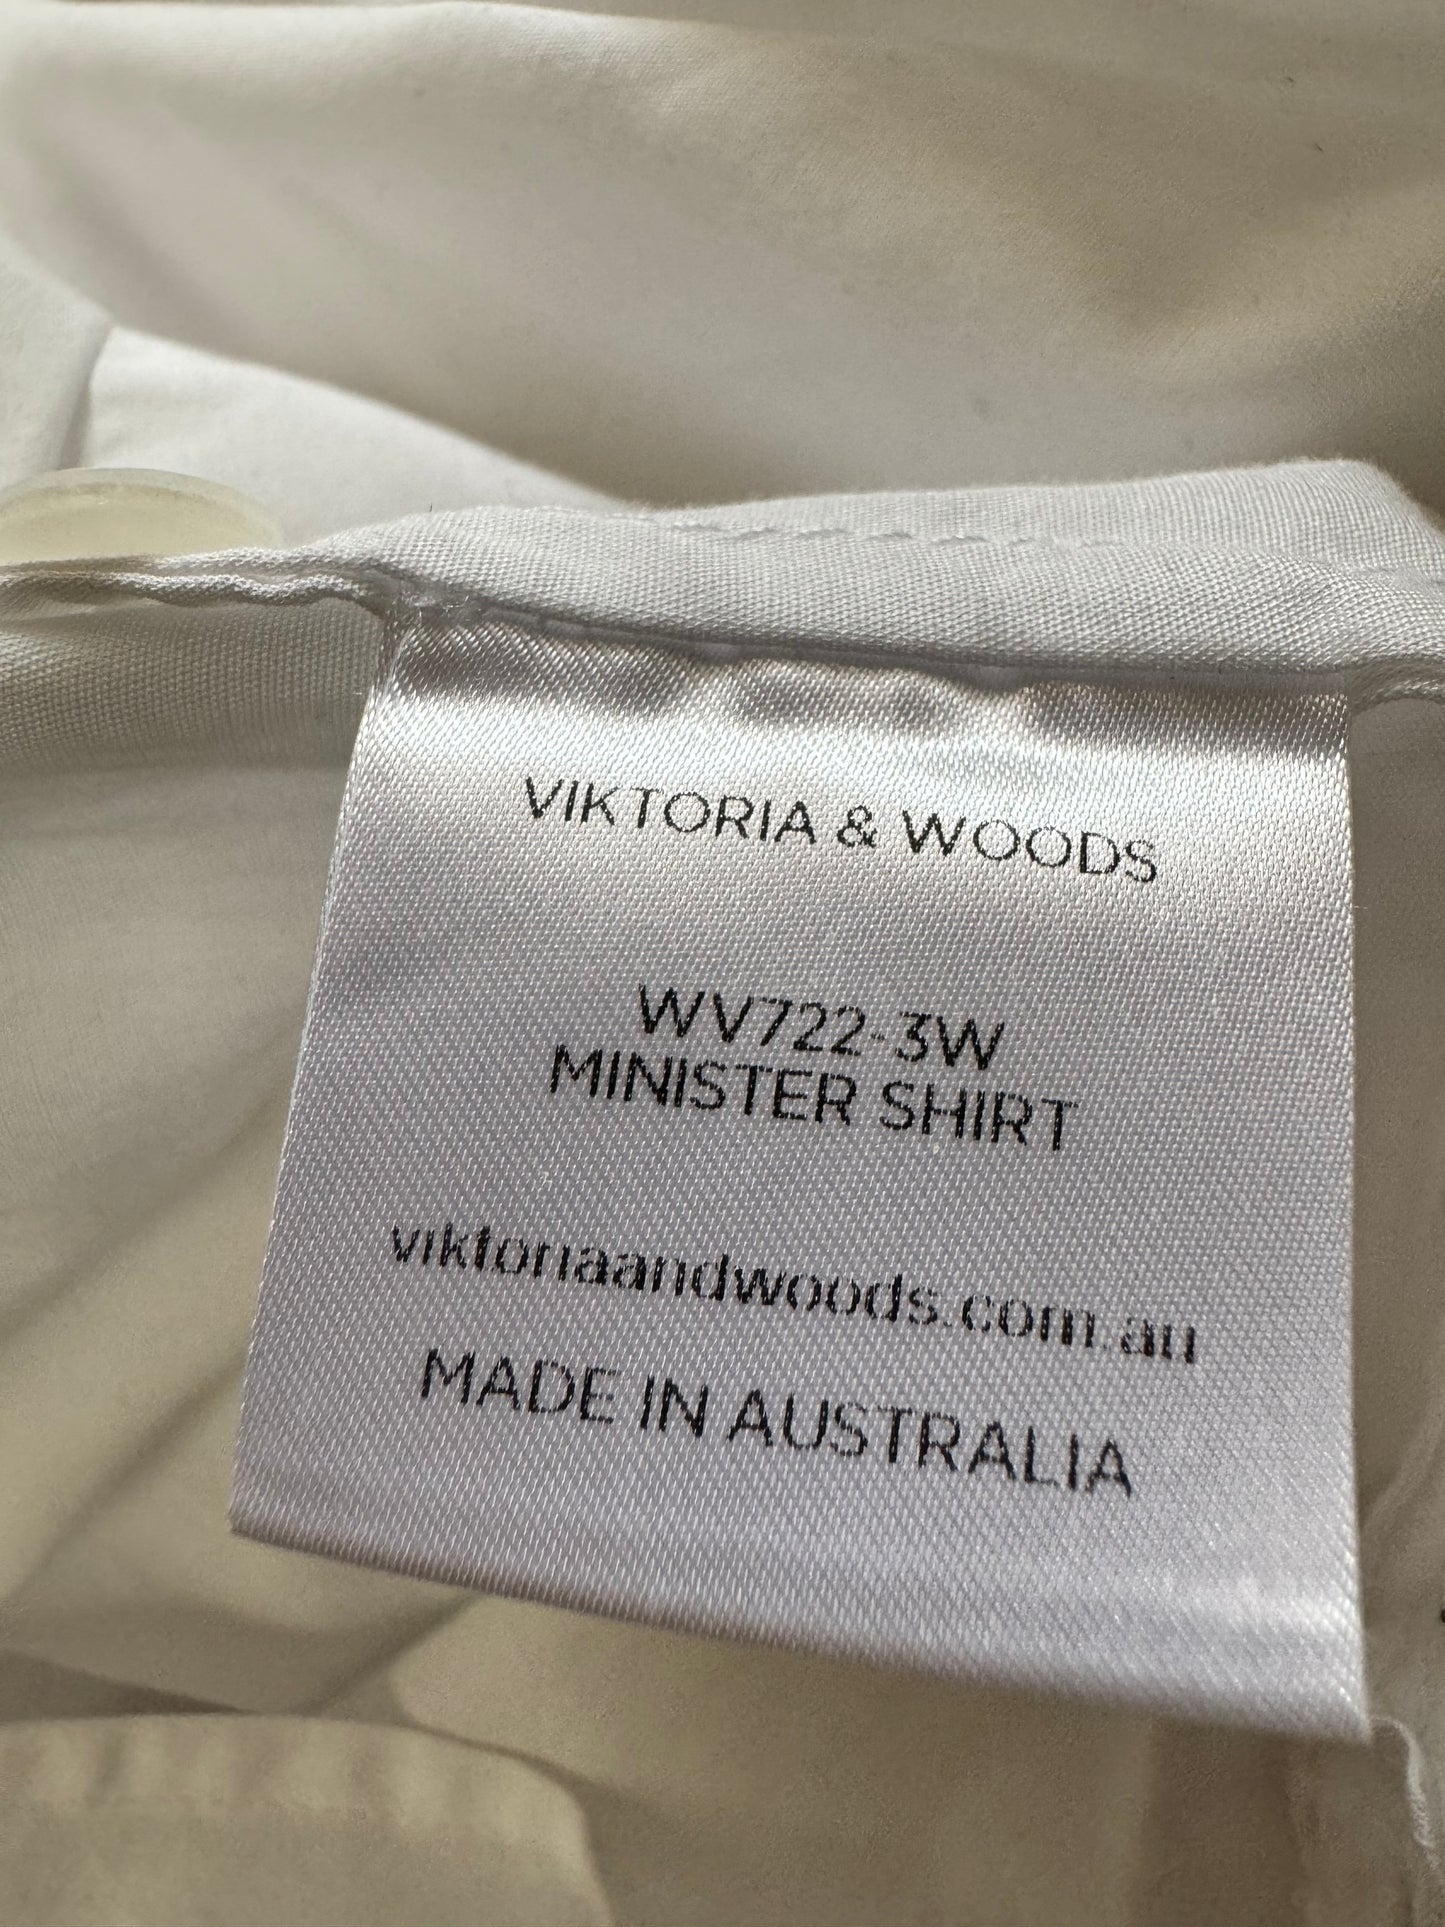 VIKTORIA & WOODS
WV722-3W
MINISTER SHIRT
viktoriaandwoods.com.au
MADE IN AUSTRALIA